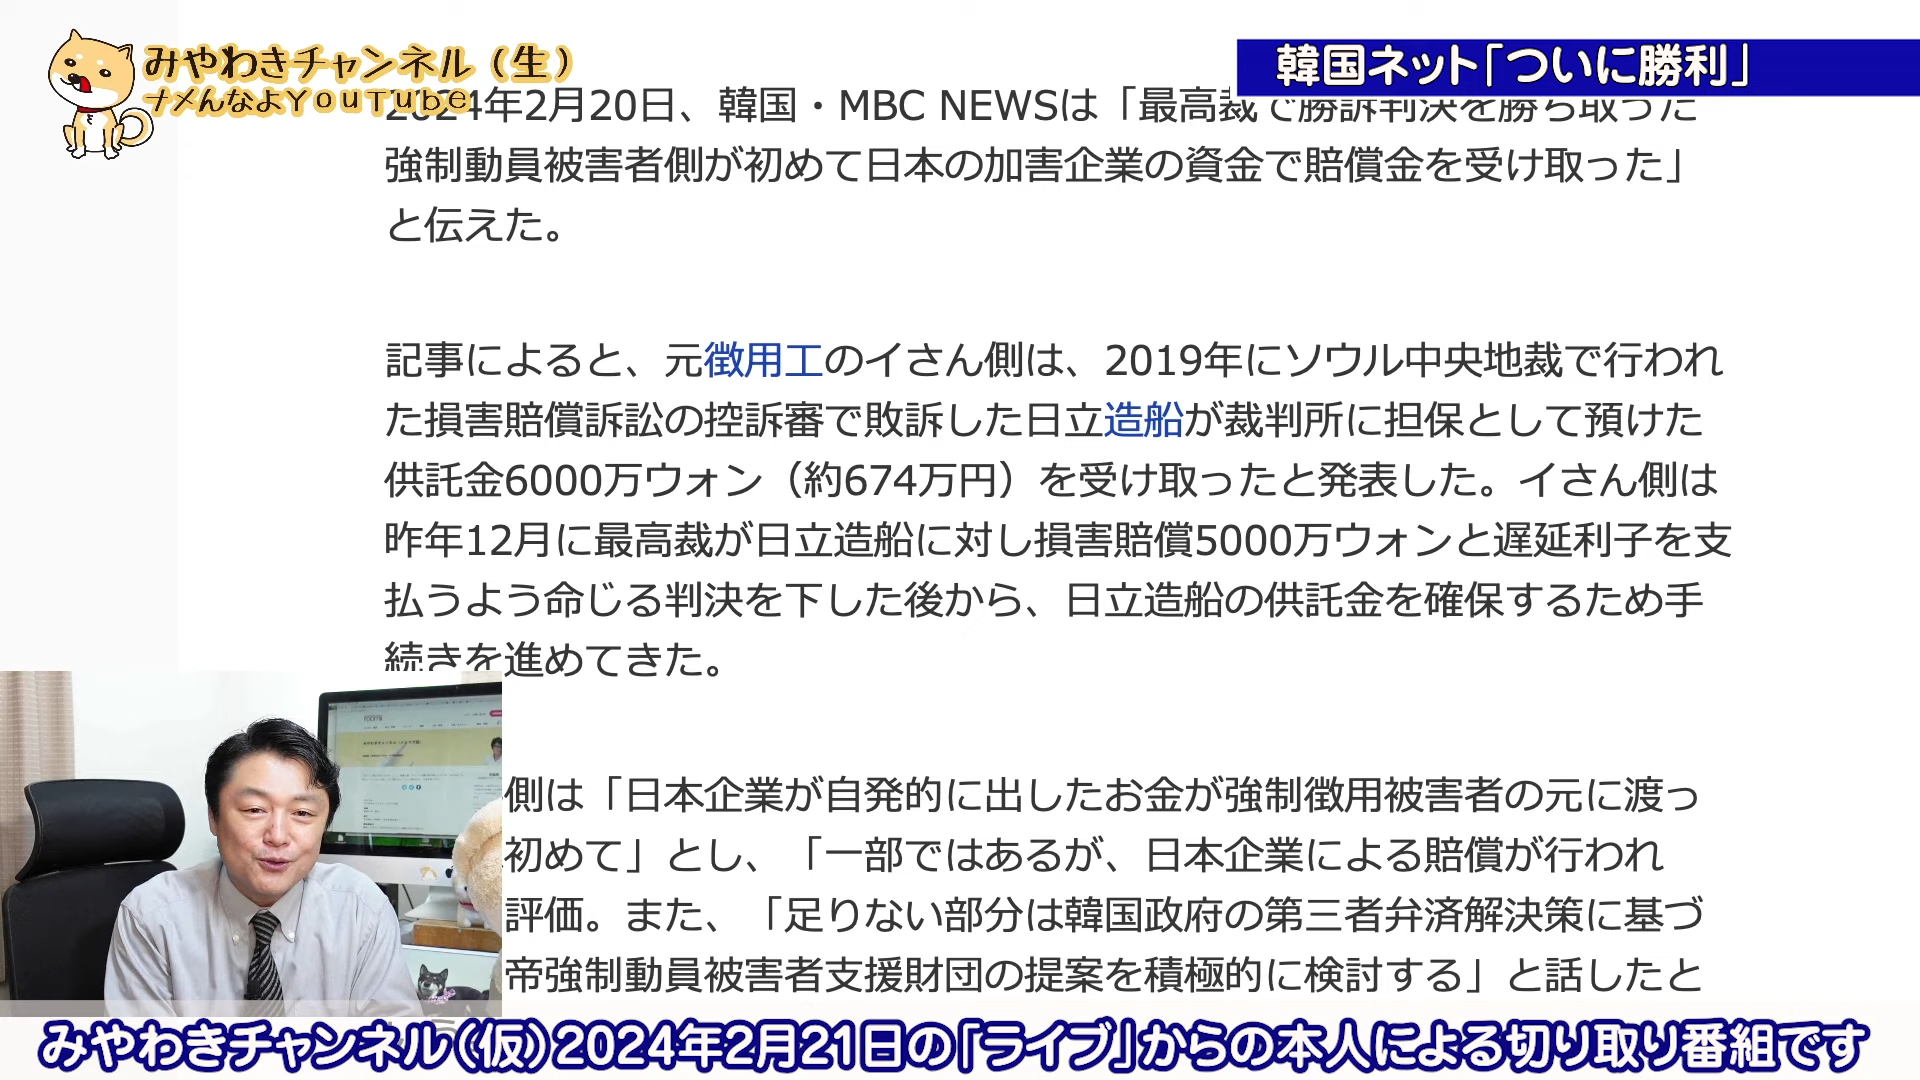 みやわきチャンネル（生）
ナメんなよYouTube
韓国ネット「ついに勝利」
2024年2月20日、韓国・MBC NEWSは「最高裁で勝訴判決を勝ち取った
強制動員被害者側が初めて日本の加害企業の資金で賠償金を受け取った」
と伝えた。
記事によると、元徴用工のイさん側は、2019年にソウル中央地裁で行われ
た損害賠償訴訟の控訴審で敗訴した日立造船が裁判所に担保として預けた
供託金6000万ウォン（約674万円）を受け取ったと発表した。イさん側は
昨年12月に最高裁が日立造船に対し損害賠償5000万ウォンと遅延利子を支
払うよう命じる判決を下した後から、日立造船の供託金を確保するため手
続きを進めてきた。
側は「日本企業が自発的に出したお金が強制徴用被害者の元に渡っ
初めて」とし、「一部ではあるが、日本企業による賠償が行われ
評価。また、「足りない部分は韓国政府の第三者弁済解決策に基づ
帝強制動員被害者支援財団の提案を積極的に検討する」と話したと
みやわきチャンネル（仮）2024年2月21日の「ライブ」からの本人による切り取り番組です